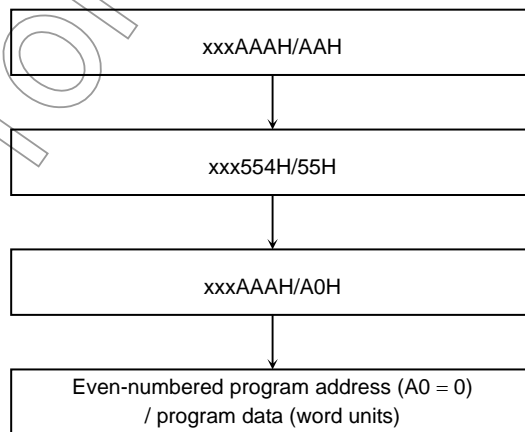 xxxAAAH/AAH
xxx554H/55H
xxxAAAH/A0H
Even-numbered program address (A0 = 0)
/ program data (word units)